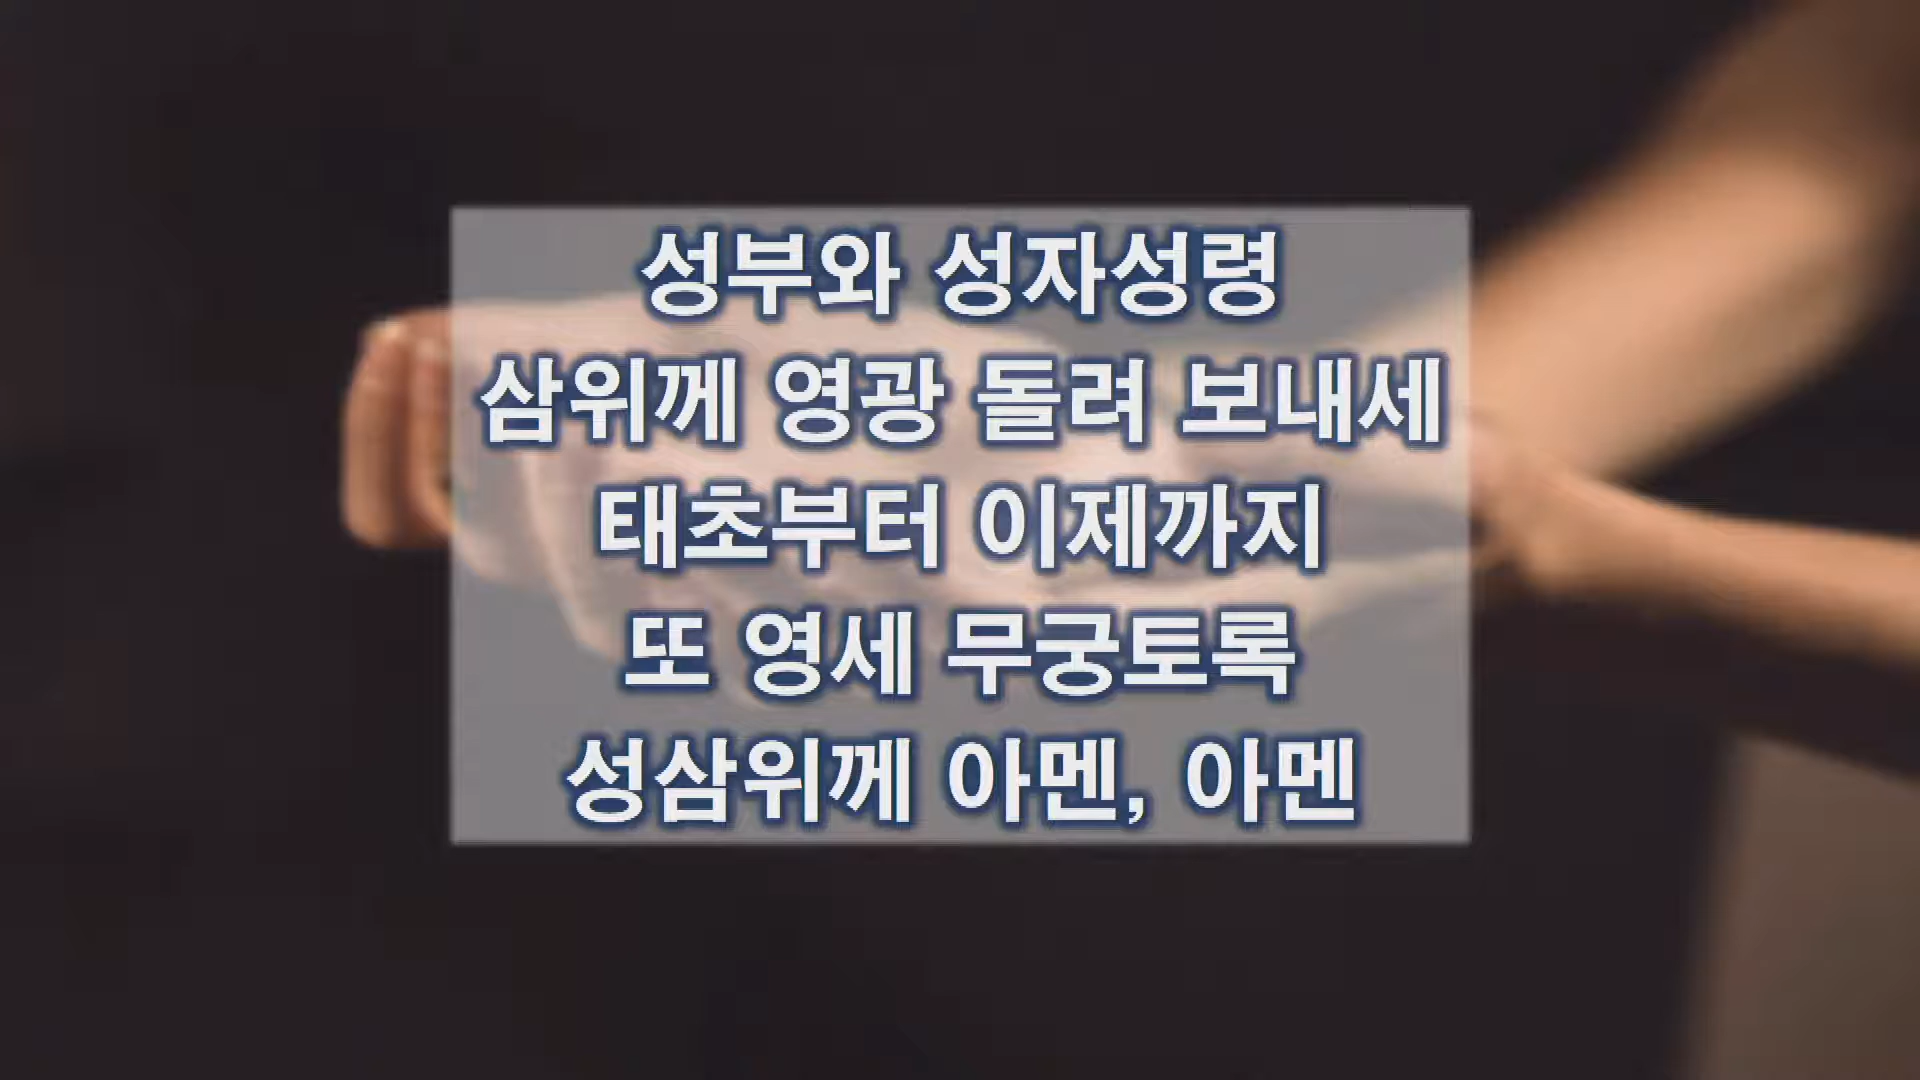 성부와 성자성령
삼위께 영광 돌려 보내세
태초부터 이제까지
또 영세 무궁토록
성삼위께 아멘, 아멘